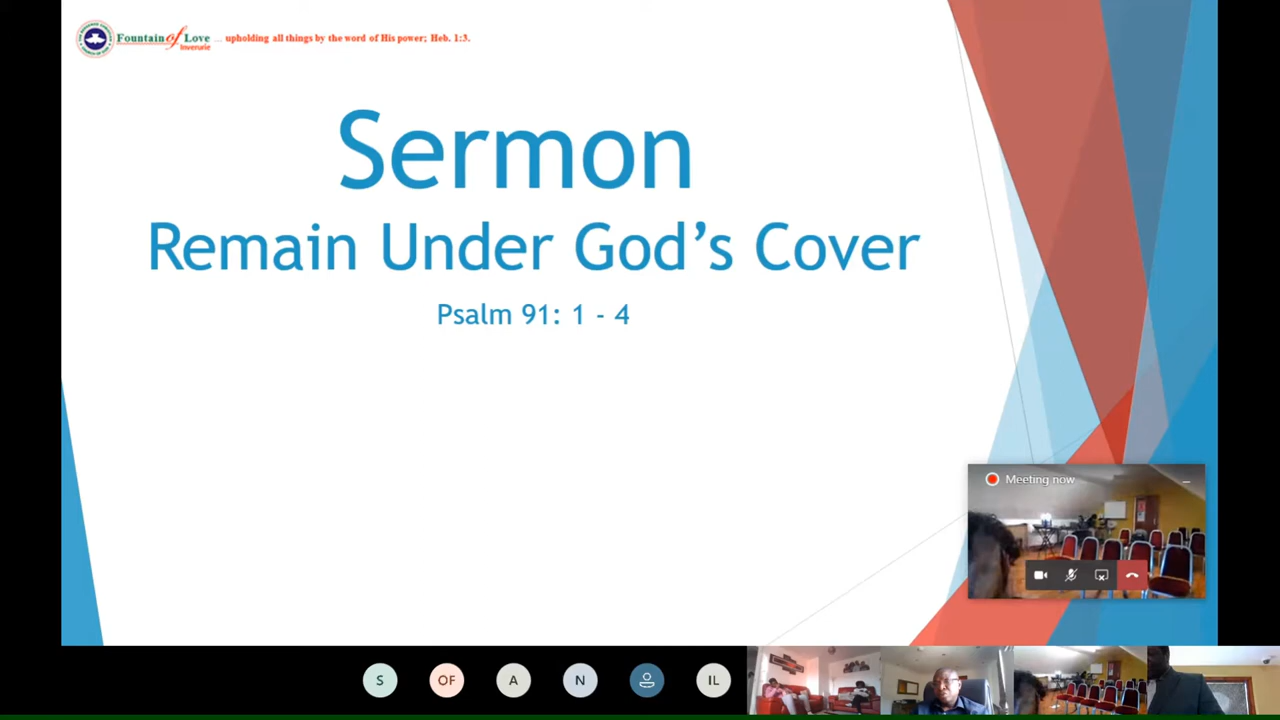 Fountain of Love ... upholding all things by the word of His power; Heb. 1:3.
Inverurie
Sermon
Remain Under God's Cover
Psalm 91: 1 - 4
Meeting now
S OF A N IL